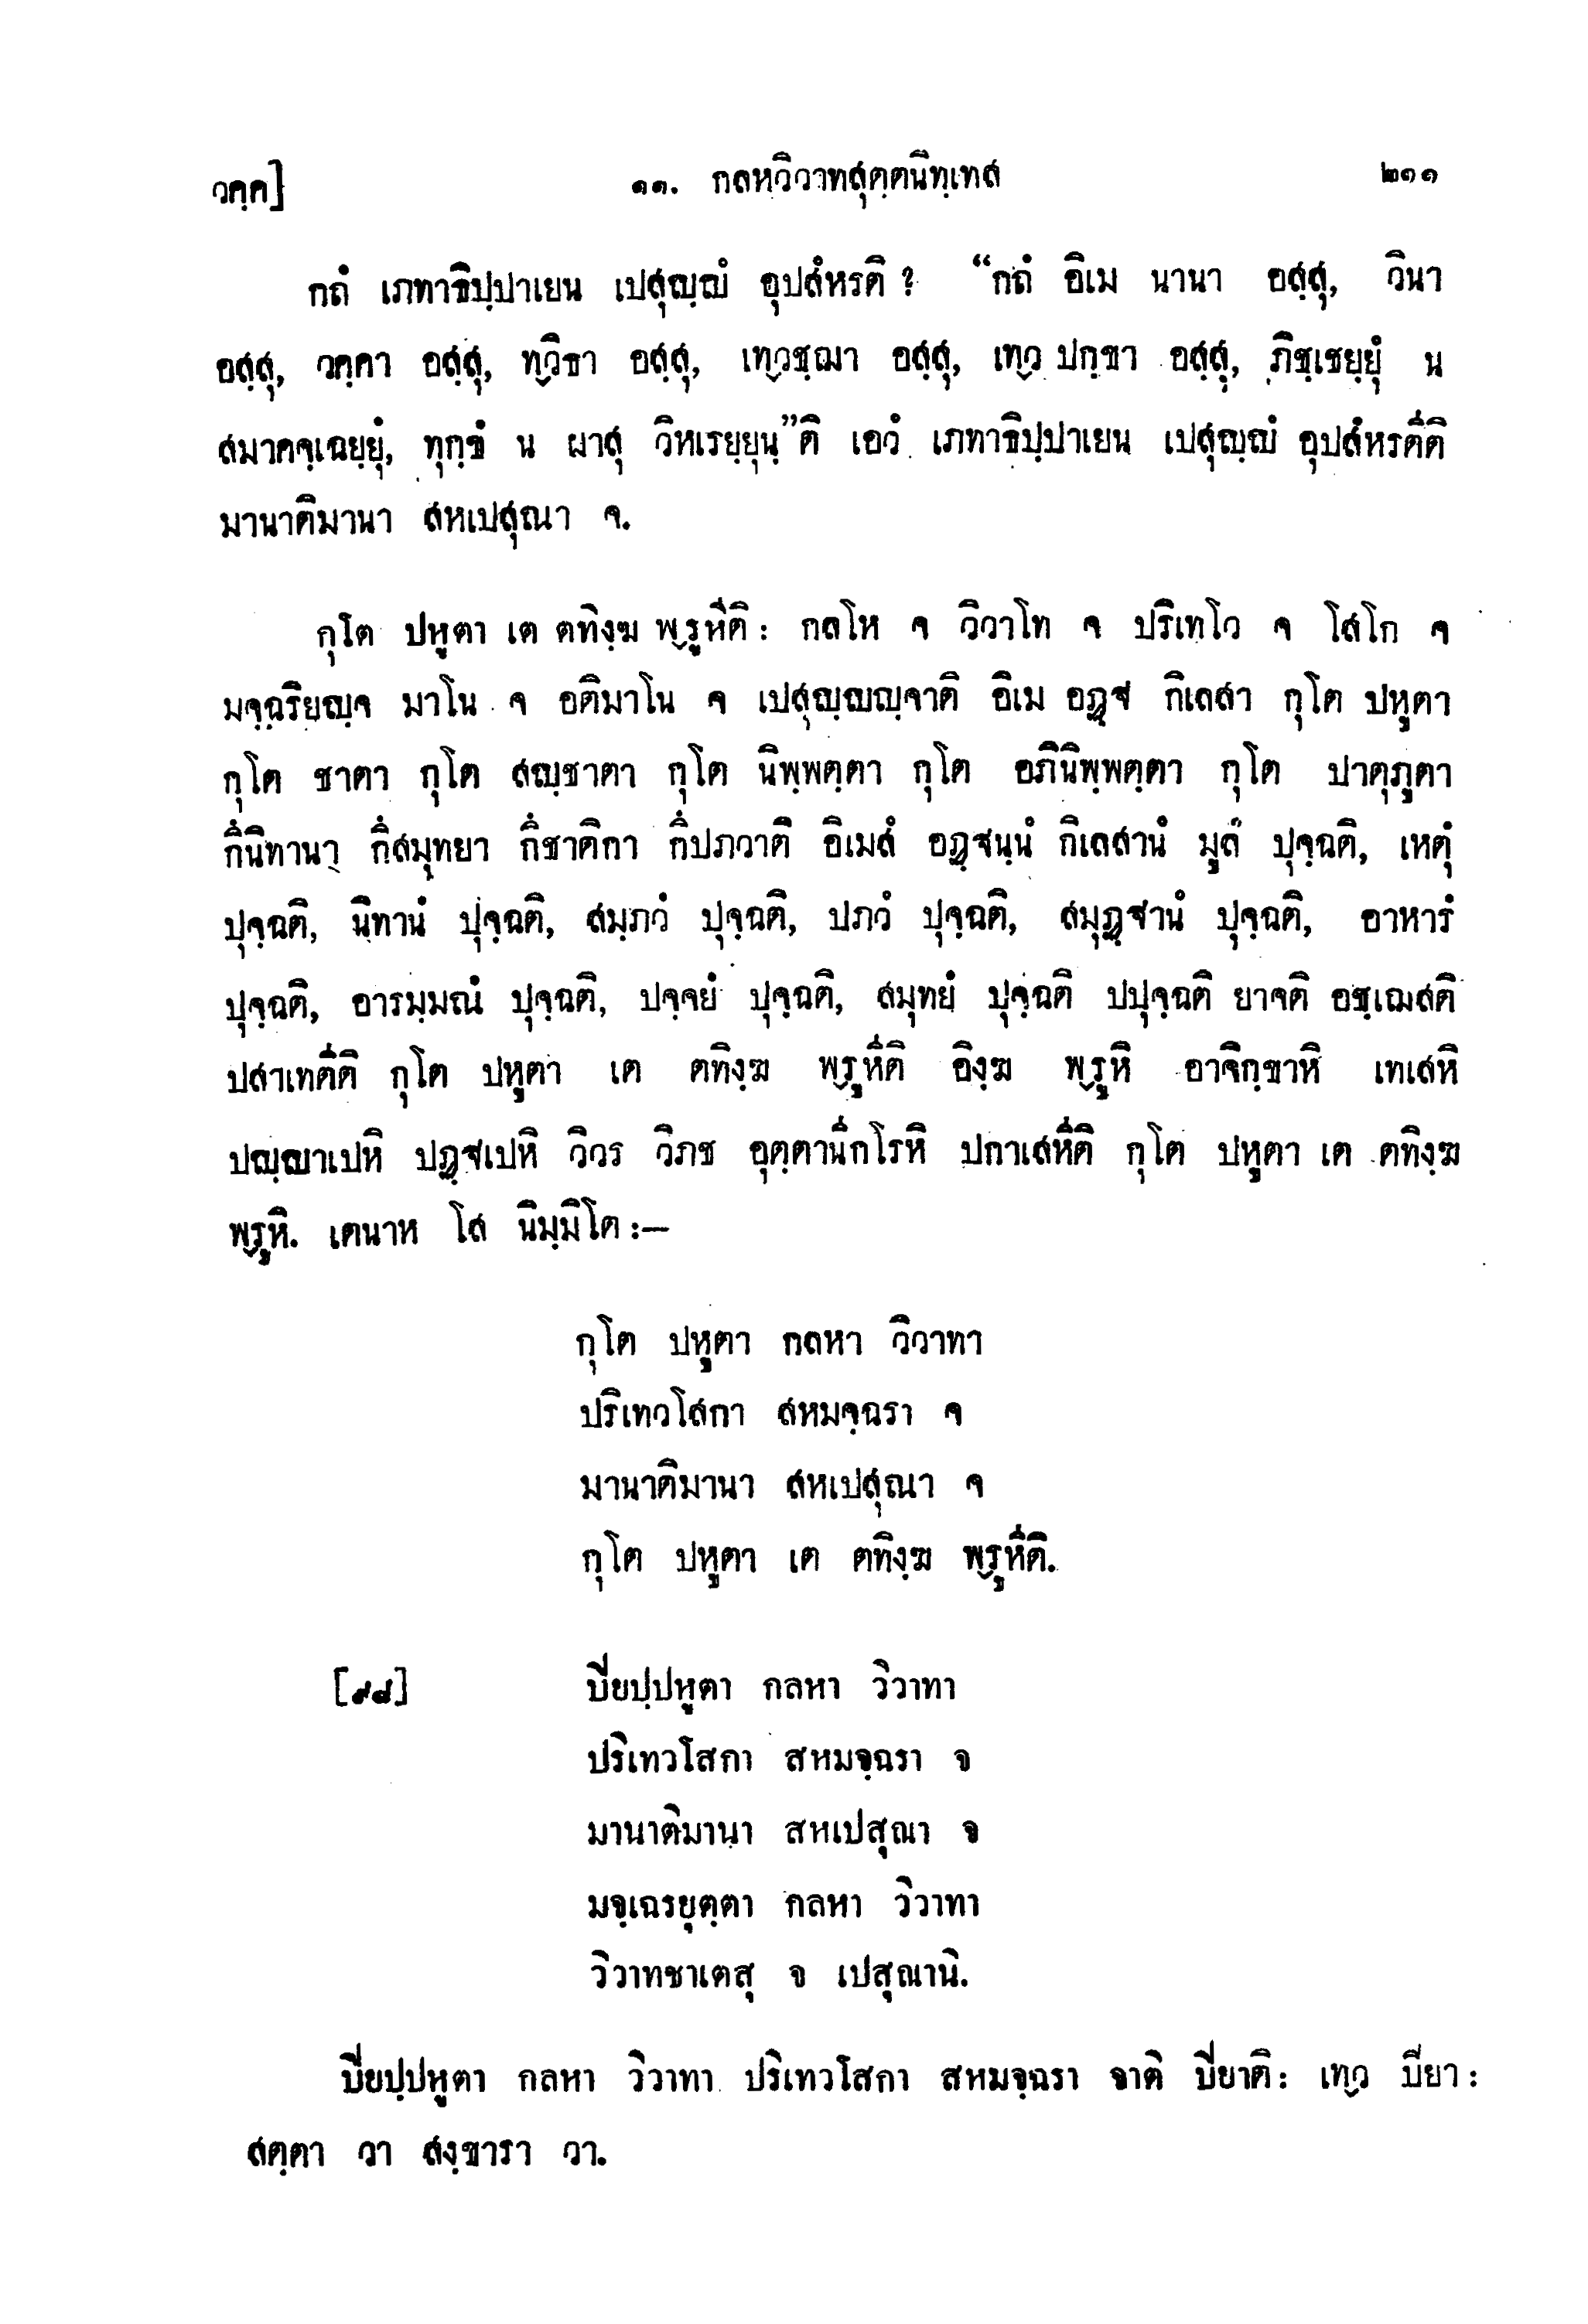 วคฺค]
๑๑. กลหวิวาทสุตฺตนิทฺเทส
๒๑๑
กถํ เภทาธิปฺปาเยน เปสุญฺญํ อุปสํหรติ ? “กถํ อิเม นานา อสฺสุ, วินา
อสฺสุ, วคฺคา อสฺสุ, ทฺวิธา อสฺสุ, เทฺวชฺฌา อสฺสุ, เทฺว ปกฺขา อสฺสุ, ภิชฺเชยฺยุํ น
สมาคจฺเฉยฺยุํ, ทุกฺขํ น ผาสุ วิหเรยฺยุนฺ”ติ เอวํ เภทาธิปฺปาเยน เปสุญฺญํ อุปสํหรตีติ
มานาติมานา สหเปสุณา จ.
กุโต ปหูตา เต ตทิงฺฆ พฺรูหีติ: กลโห จ วิวาโท จ ปริเทโว จ โสโก จ
มจฺฉริยญฺจ มาโน จ อติมาโน จ เปสุญฺญญฺจาติ อิเม อฏฺฐ กิเลสา กุโต ปหูตา
กุโต ชาตา กุโต สญฺชาตา กุโต นิพฺพตฺตา กุโต อภินิพฺพตฺตา กุโต ปาตุภูตา
กึนิทานา กึสมุทยา กึชาติกา กึปภวาติ อิเมสํ อฏฺฐนฺนํ กิเลสานํ มูลํ ปุจฺฉติ, เหตุํ
ปุจฺฉติ, นิทานํ ปุจฺฉติ, สมฺภวํ ปุจฺฉติ, ปภวํ ปุจฺฉติ, สมุฏฺฐานํ ปุจฺฉติ, อาหารํ
ปุจฺฉติ, อารมฺมณํ ปุจฺฉติ, ปจฺจยํ ปุจฺฉติ, สมุทยํ ปุจฺฉติ ปปุจฺฉติ ยาจติ อชฺเฌสติ
ปสาเทตีติ กุโต ปหูตา เต ตทิงฺฆ พฺรูหีติ อิงฺฆ พฺรูหิ อาจิกฺขาหิ เทเสหิ
ปญฺญาเปหิ ปฏฺฐเปหิ วิวร วิภช อุตฺตานีกโรหิ ปกาเสหีติ กุโต ปหูตา เต ตทิงฺฆ
พฺรูหิ. เตนาห โส นิมฺมิโต :—
กุโต ปหูตา กลหา วิวาทา
ปริเทวโสกา สหมจฺฉรา จ
มานาติมานา สหเปสุณา จ
กุโต ปหูตา เต ตทิงฺฆ พฺรูหีติ.
[๙๘] ปิยปฺปหูตา กลหา วิวาทา
ปริเทวโสกา สหมจฺฉรา จ
มานาติมานา สหเปสุณา จ
มจฺเฉรยุตฺตา กลหา วิวาทา
วิวาทชาเตสุ จ เปสุณานิ.
ปิยปฺปหูตา กลหา วิวาทา ปริเทวโสกา สหมจฺฉรา จาติ ปิยาติ: เทฺว ปิยา :
สตฺตา วา สงฺขารา วา.